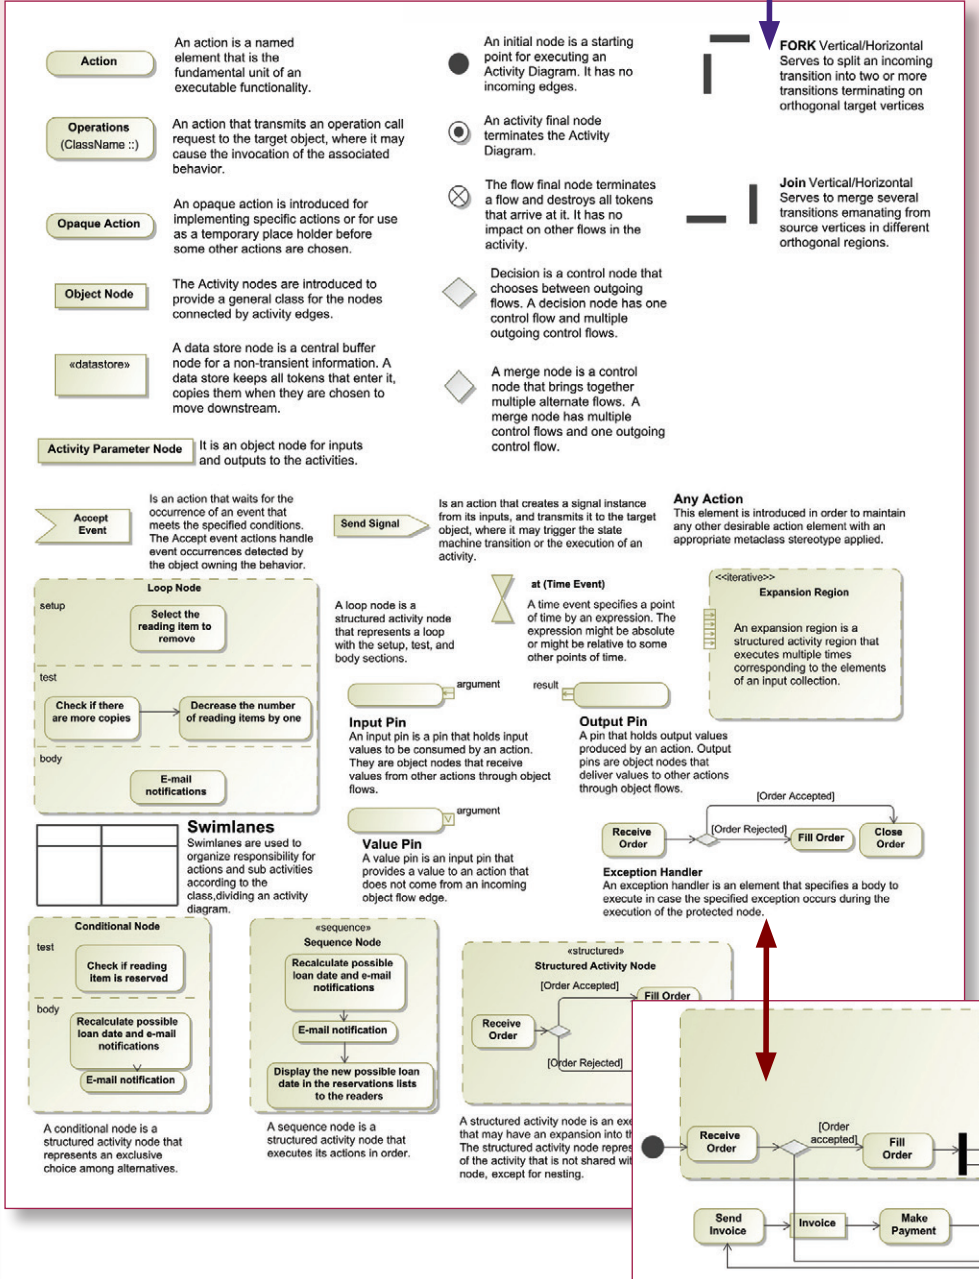 Action
An action is a named
element that is the
fundamental unit of an
executable functionality.
Operations
(ClassName ::)
An action that transmits an operation call
request to the target object, where it may
cause the invocation of the associated
behavior.
Opaque Action
An opaque action is introduced for
implementing specific actions or for use
as a temporary place holder before
some other actions are chosen.
Object Node
The Activity nodes are introduced to
provide a general class for the nodes
connected by activity edges.
«datastore»
A data store node is a central buffer
node for a non-transient information. A
data store keeps all tokens that enter it,
copies them when they are chosen to
move downstream.
Activity Parameter Node
It is an object node for inputs
and outputs to the activities.
An initial node is a starting
point for executing an
Activity Diagram. It has no
incoming edges.
An activity final node
terminates the Activity
Diagram.
The flow final node terminates
a flow and destroys all tokens
that arrive at it. It has no
impact on other flows in the
activity.
Decision is a control node that
chooses between outgoing
flows. A decision node has one
control flow and multiple
outgoing control flows.
A merge node is a control
node that brings together
multiple alternate flows. A
merge node has multiple
control flows and one outgoing
control flow.
FORK Vertical/Horizontal
Serves to split an incoming
transition into two or more
transitions terminating on
orthogonal target vertices
Join Vertical/Horizontal
Serves to merge several
transitions emanating from
source vertices in different
orthogonal regions.
Accept
Event
Is an action that waits for the
occurrence of an event that
meets the specified conditions.
The Accept event actions handle
event occurrences detected by
the object owning the behavior.
Send Signal
Is an action that creates a signal instance
from its inputs, and transmits it to the target
object, where it may trigger the state
machine transition or the execution of an
activity.
Any Action
This element is introduced in order to maintain
any other desirable action element with an
appropriate metaclass stereotype applied.
Loop Node
setup
Select the
reading item to
remove
test
Check if there
are more copies
Decrease the number
of reading items by one
body
E-mail
notifications
A loop node is a
structured activity node
that represents a loop
with the setup, test, and
body sections.
at (Time Event)
A time event specifies a point
of time by an expression. The
expression might be absolute
or might be relative to some
other points of time.
<<iterative>>
Expansion Region
An expansion region is a
structured activity region that
executes multiple times
corresponding to the elements
of an input collection.
argument
Input Pin
An input pin is a pin that holds input
values to be consumed by an action.
They are object nodes that receive
values from other actions through object
flows.
result
Output Pin
A pin that holds output values
produced by an action. Output
pins are object nodes that
deliver values to other actions
through object flows.
argument
Value Pin
A value pin is an input pin that
provides a value to an action that
does not come from an incoming
object flow edge.
[Order Accepted]
Receive
Order
[Order Rejected]
Fill Order
Close
Order
Exception Handler
An exception handler is an element that specifies a body to
execute in case the specified exception occurs during the
execution of the protected node.
Swimlanes
Swimlanes are used to
organize responsibility for
actions and sub activities
according to the
class,dividing an activity
diagram.
Conditional Node
test
Check if reading
item is reserved
body
Recalculate possible
loan date and e-mail
notifications
E-mail notification
A conditional node is a
structured activity node that
represents an exclusive
choice among alternatives.
«sequence»
Sequence Node
Recalculate possible
loan date and e-mail
notifications
E-mail notification
Display the new possible loan
date in the reservations lists
to the readers
A sequence node is a
structured activity node that
executes its actions in order.
«structured»
Structured Activity Node
[Order Accepted]
Fill Order
Receive
Order
[Order Rejected]
A structured activity node is an exe
that may have an expansion into th
The structured activity node repres
of the activity that is not shared wit
node, except for nesting.
Receive
Order
[Order
accepted]
Fill
Order
Send
Invoice
Invoice
Make
Payment